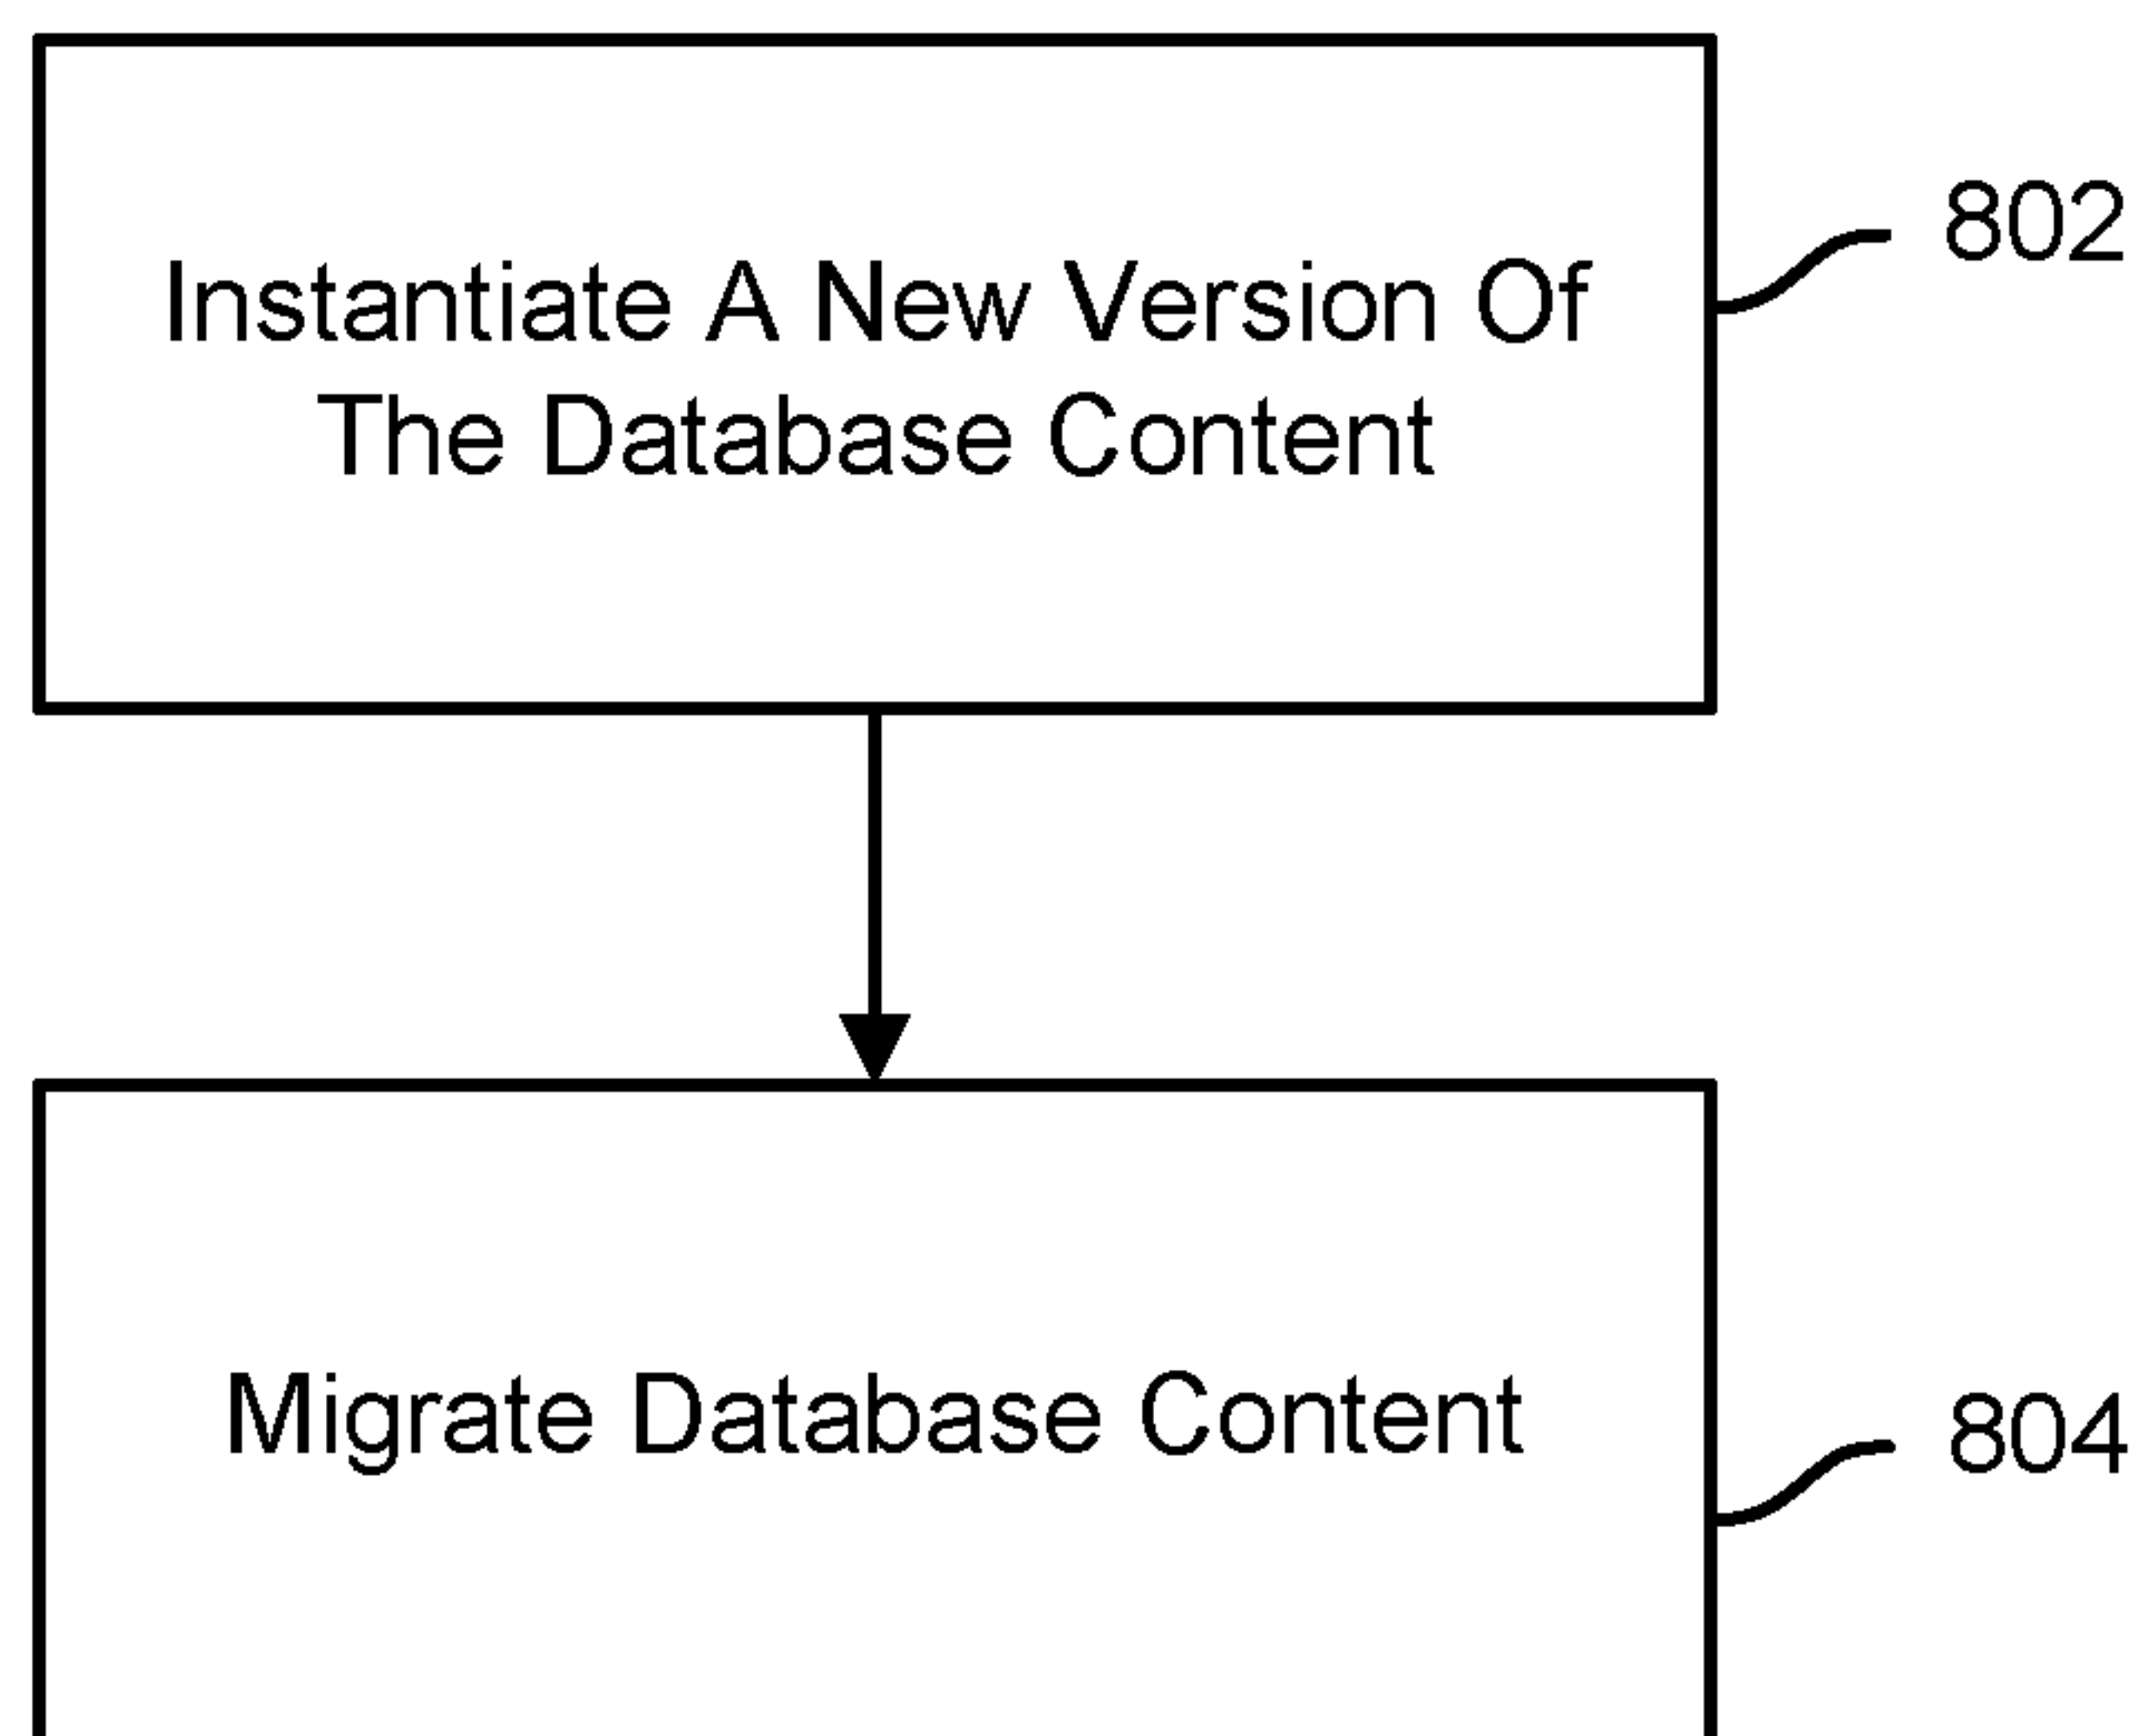 802
Instantiate A New Version Of
The Database Content
Migrate Database Content
804